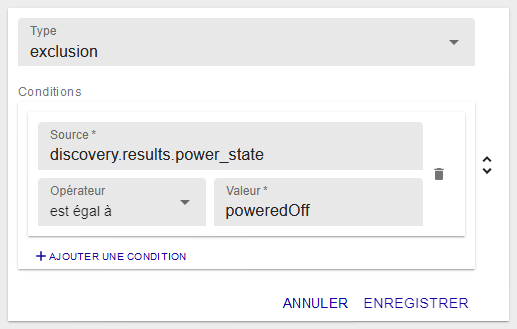 Type
exclusion
Conditions
Source *
discovery.results.power_state
Opérateur
est égal à
Valeur *
poweredOff
+ AJOUTER UNE CONDITION
ANNULER ENREGISTRER